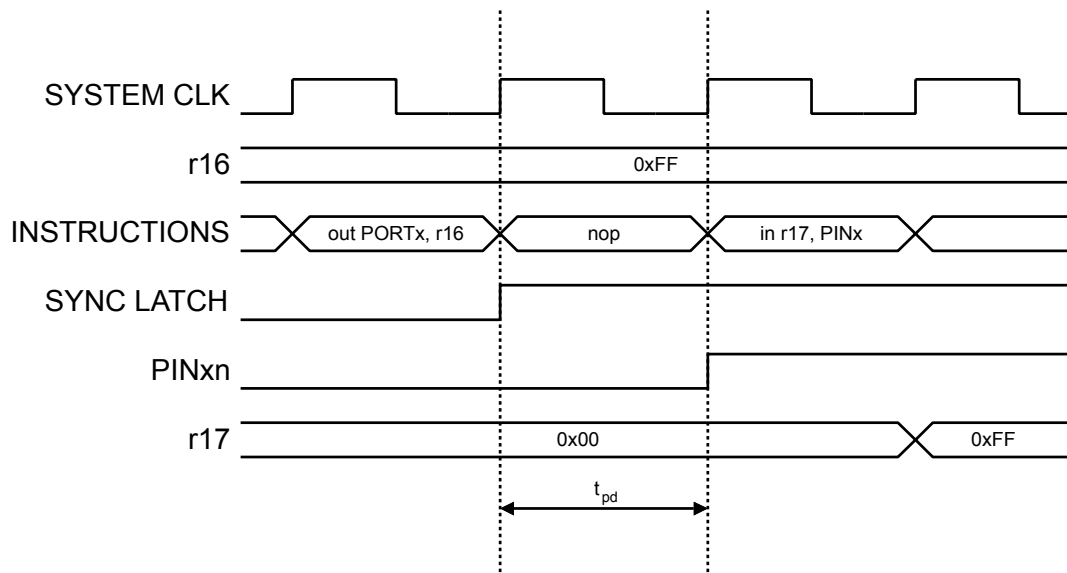 SYSTEM CLK
r16
0xFF
INSTRUCTIONS
out PORTx, r16
nop
in r17, PINx
SYNC LATCH
PINxn
r17
0x00
0xFF
tpd